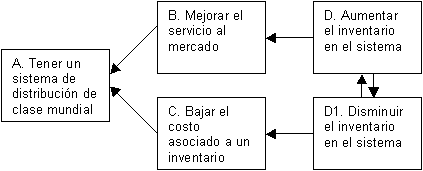 A. Tener un
sistema de
distribución de
clase mundial
B. Mejorar el
servicio al
mercado
D. Aumentar
el inventario
en el sistema
C. Bajar el
costo
asociado a un
inventario
D1. Disminuir
el inventario
en el sistema